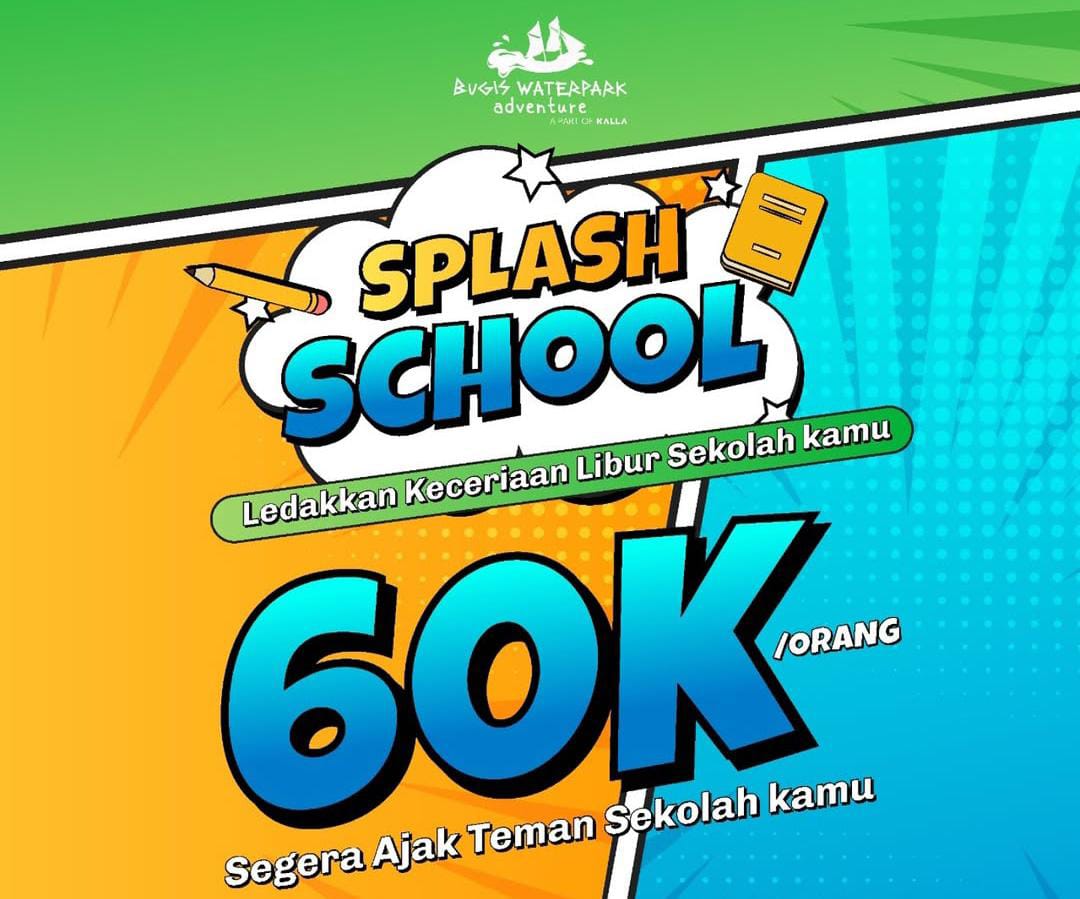 BUGIS WATERPARK
adventure
A PART OF KALLA
SPLASH
SCHOOL
Ledakkan Keceriaan Libur Sekolah kamu
60K
/ORANG
Segera Ajak Teman Sekolah kamu